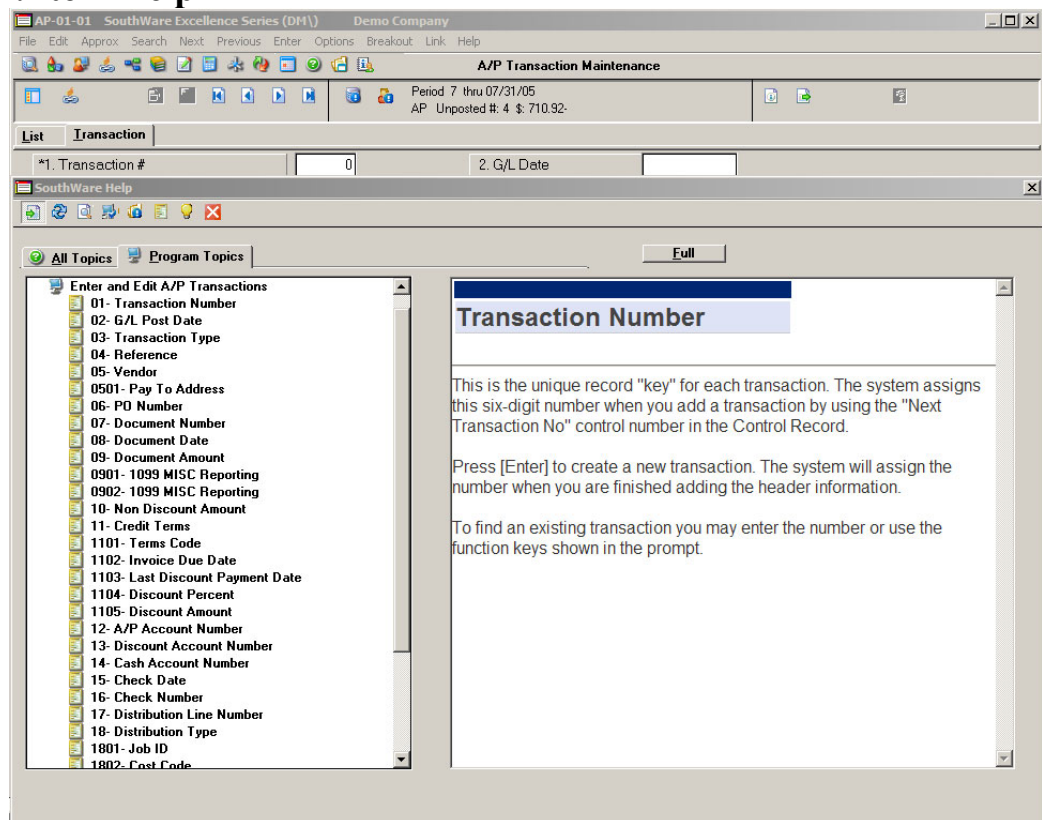 AP-01-01 SouthWare Excellence Series (DM\) Demo Company
File Edit Approx Search Next Previous Enter Options Breakout Link Help
A/P Transaction Maintenance
Period 7 thru 07/31/05
AP Unposted #: 4 $: 710.92-
List Transaction
*1. Transaction # 0 2. G/L Date
SouthWare Help
All Topics Program Topics Full
Enter and Edit A/P Transactions
01- Transaction Number
02- G/L Post Date
03- Transaction Type
04- Reference
05- Vendor
0501- Pay To Address
06- PO Number
07- Document Number
08- Document Date
09- Document Amount
0901- 1099 MISC Reporting
0902- 1099 MISC Reporting
10- Non Discount Amount
11- Credit Terms
1101- Terms Code
1102- Invoice Due Date
1103- Last Discount Payment Date
1104- Discount Percent
1105- Discount Amount
12- A/P Account Number
13- Discount Account Number
14- Cash Account Number
15- Check Date
16- Check Number
17- Distribution Line Number
18- Distribution Type
1801- Job ID
1802- Cost Code
Transaction Number
This is the unique record "key" for each transaction. The system assigns
this six-digit number when you add a transaction by using the "Next
Transaction No" control number in the Control Record.
Press [Enter] to create a new transaction. The system will assign the
number when you are finished adding the header information.
To find an existing transaction you may enter the number or use the
function keys shown in the prompt.